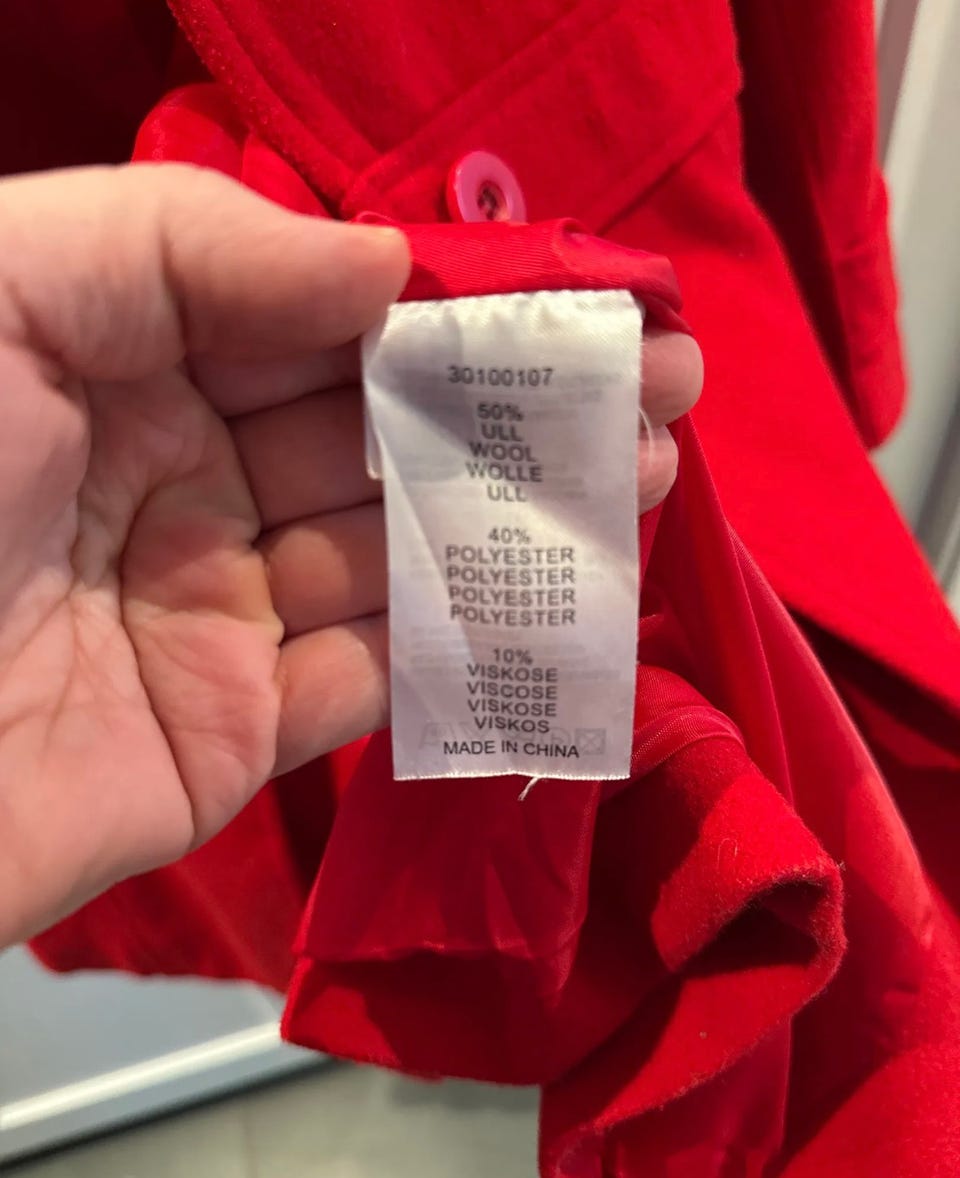 30100107
50%
ULL
WOOL
WOLLE
ULL
40%
POLYESTER
POLYESTER
POLYESTER
POLYESTER
10%
VISKOSE
VISCOSE
VISKOSE
VISKOS
MADE IN CHINA